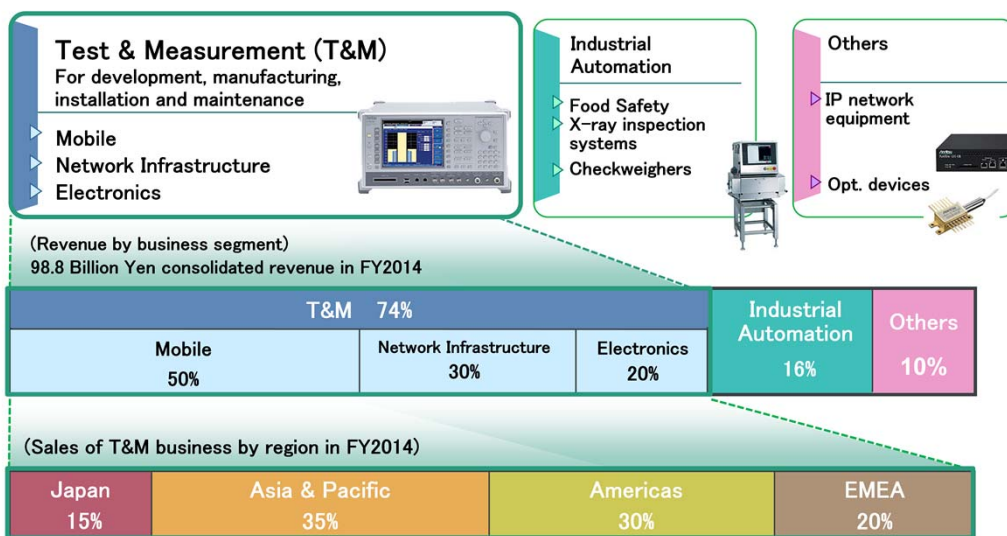 Test & Measurement (T&M)
For development, manufacturing,
installation and maintenance
Mobile
Network Infrastructure
Electronics
Industrial
Automation
Food Safety
X-ray inspection
systems
Checkweighers
Others
IP network
equipment
Opt. devices
(Revenue by business segment)
98.8 Billion Yen consolidated revenue in FY2014
T&M 74%
Mobile
50%
Network Infrastructure
30%
Electronics
20%
Industrial
Automation
16%
Others
10%
(Sales of T&M business by region in FY2014)
Japan
15%
Asia & Pacific
35%
Americas
30%
EMEA
20%